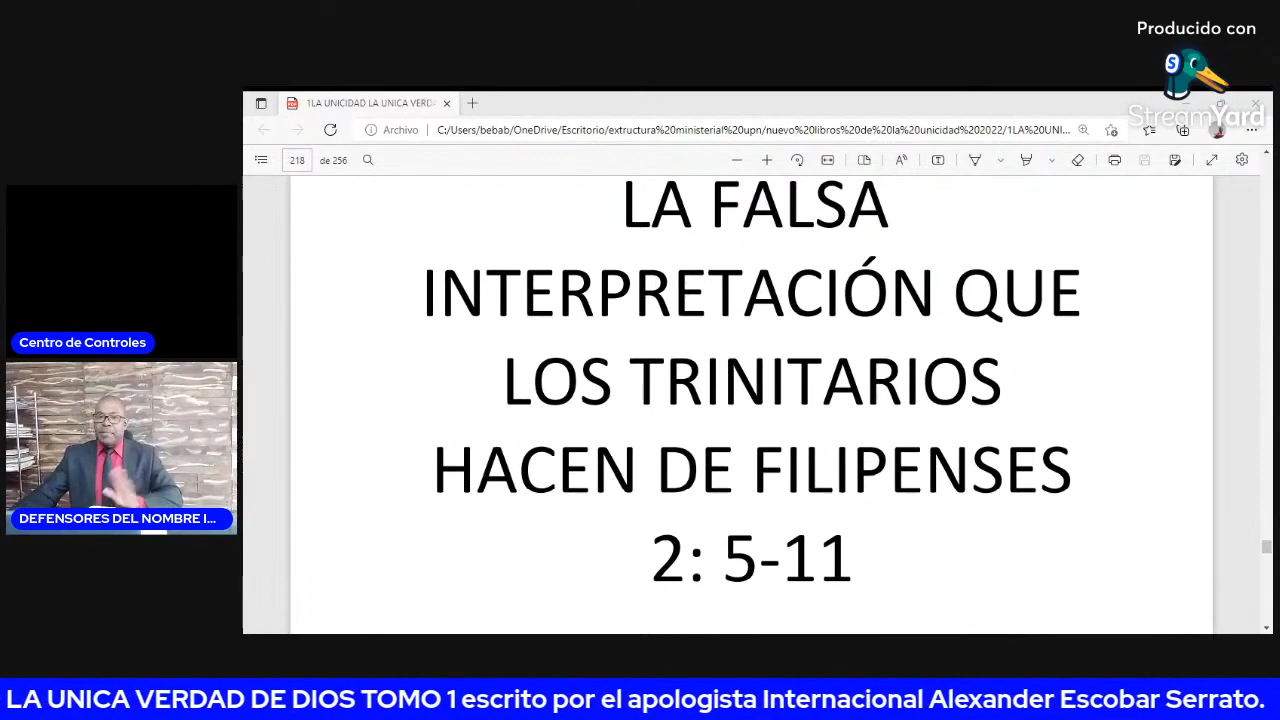 Producido con
StreamYard
1LA UNICIDAD LA UNICA VERDA
Archivo
C:/Users/bebab/OneDrive/Escritorio/extructura%20ministerial%20upn/nuevo%20libros%20de%20la%20unicidad%202022/1LA%20UNI...
218 de 256
LA FALSA
INTERPRETACIÓN QUE
LOS TRINITARIOS
HACEN DE FILIPENSES
2: 5-11
Centro de Controles
DEFENSORES DEL NOMBRE I...
LA UNICA VERDAD DE DIOS TOMO 1 escrito por el apologista Internacional Alexander Escobar Serrato.